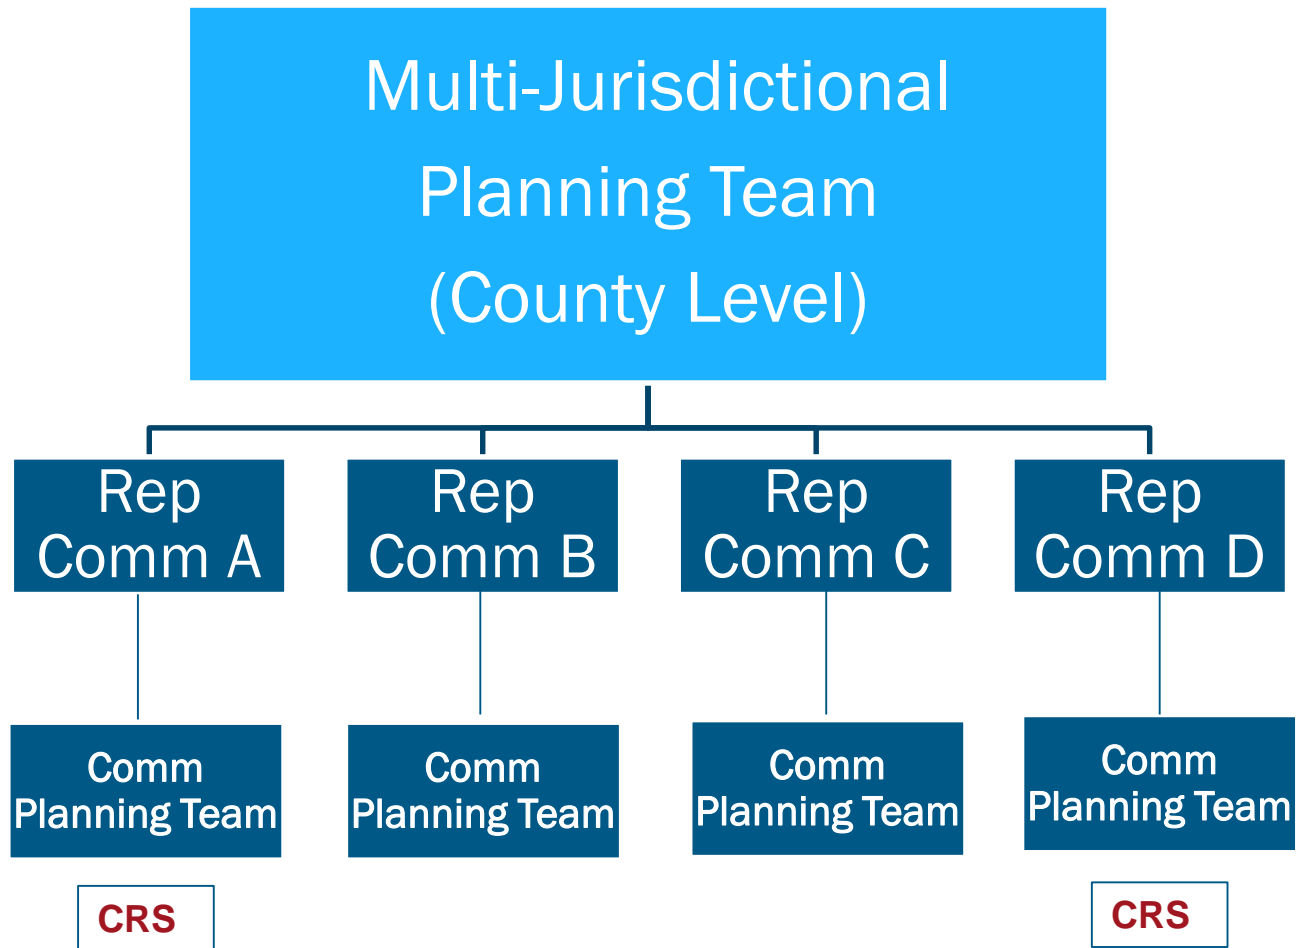 Multi-Jurisdictional
Planning Team
(County Level)
Rep
Comm A
Rep
Comm B
Rep
Comm C
Rep
Comm D
Comm
Planning Team
Comm
Planning Team
Comm
Planning Team
Comm
Planning Team
CRS
CRS